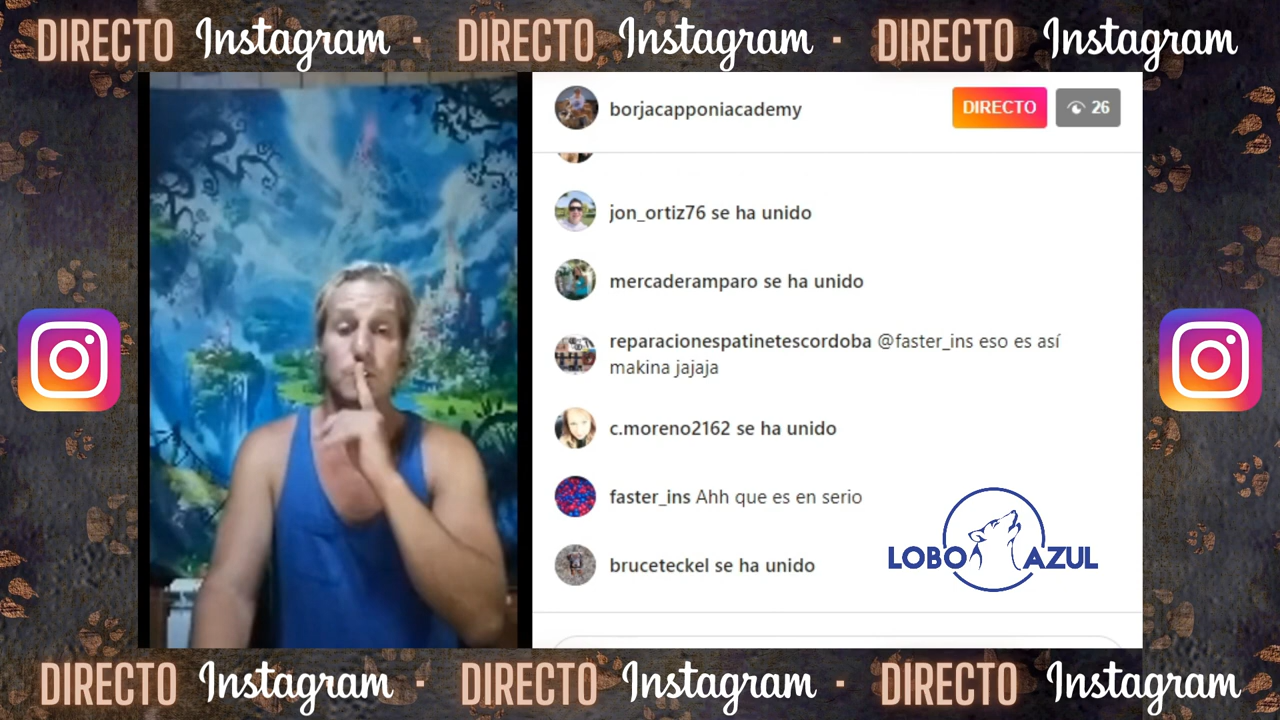 DIRECTO Instagram · DIRECTO Instagram · DIRECTO Instagram
borjacapponiacademy
DIRECTO
26
jon_ortiz76 se ha unido
mercaderamparo se ha unido
reparacionespatinetescordoba @faster_ins eso es así
makina jajaja
c.moreno2162 se ha unido
faster_ins Ahh que es en serio
bruceteckel se ha unido
LOBO AZUL
DIRECTO Instagram · DIRECTO Instagram · DIRECTO Instagram